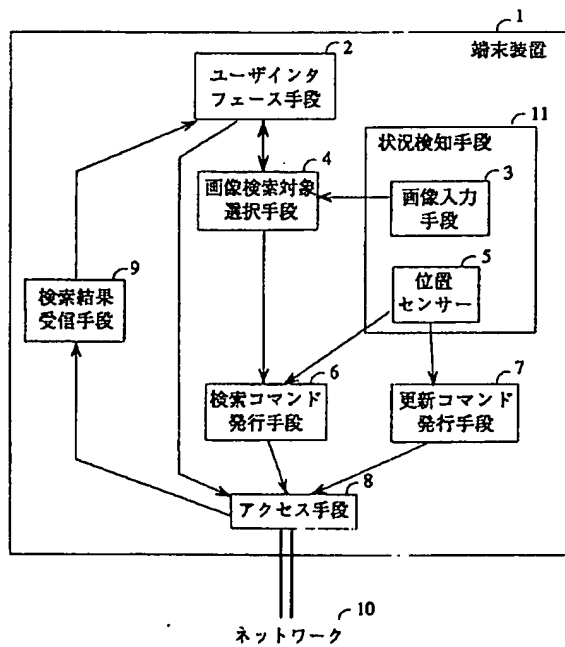 1
端末装置
2
ユーザインタ
フェース手段
11
状況検知手段
4
画像検索対象
選択手段
3
画像入力
手段
9
検索結果
受信手段
5
位置
センサー
6
検索コマンド
発行手段
7
更新コマンド
発行手段
8
アクセス手段
10
ネットワーク